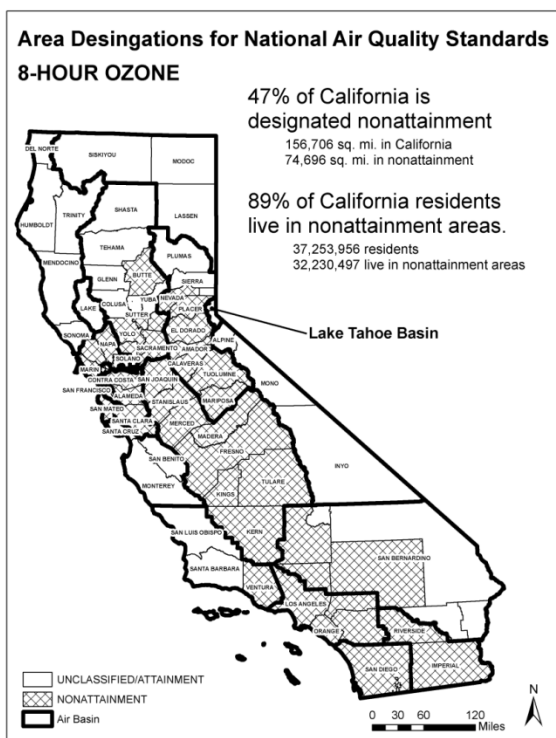 Area Desingations for National Air Quality Standards
8-HOUR OZONE
47% of California is
designated nonattainment
156,706 sq. mi. in California
74,696 sq. mi. in nonattainment
89% of California residents
live in nonattainment areas.
37,253,956 residents
32,230,497 live in nonattainment areas
DEL NORTE
SISKIYOU
MODOC
HUMBOLDT
TRINITY
SHASTA
LASSEN
TEHAMA
PLUMAS
MENDOCINO
GLENN
BUTTE
SIERRA
LAKE
COLUSA
YUBA
NEVADA
SUTTER
PLACER
Lake Tahoe Basin
SONOMA
NAPA
YOLO
EL DORADO
ALPINE
SACRAMENTO
AMADOR
SOLANO
MARIN
CALAVERAS
CONTRA COSTA
SAN JOAQUIN
TUOLUMNE
MONO
SAN FRANCISCO
ALAMEDA
STANISLAUS
MARIPOSA
SAN MATEO
SANTA CLARA
MERCED
SANTA CRUZ
MADERA
FRESNO
SAN BENITO
INYO
MONTEREY
KINGS
TULARE
SAN LUIS OBISPO
KERN
SAN BERNARDINO
SANTA BARBARA
VENTURA
LOS ANGELES
ORANGE
RIVERSIDE
SAN DIEGO
IMPERIAL
UNCLASSIFIED/ATTAINMENT
NONATTAINMENT
Air Basin
N
0 30 60 120
Miles